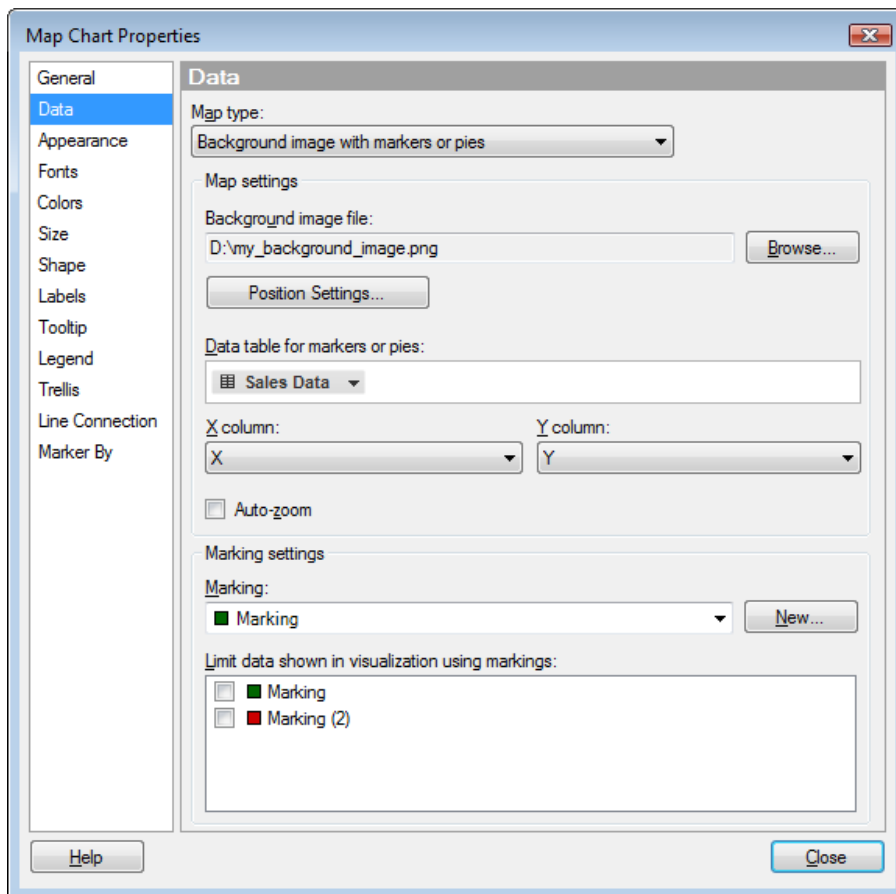 Map Chart Properties
General
Data
Appearance
Fonts
Colors
Size
Shape
Labels
Tooltip
Legend
Trellis
Line Connection
Marker By
Data
Map type:
Background image with markers or pies
Map settings
Background image file:
D:\my_background_image.png
Browse...
Position Settings...
Data table for markers or pies:
Sales Data
X column:
Y column:
X
Y
Auto-zoom
Marking settings
Marking:
Marking
New...
Limit data shown in visualization using markings:
Marking
Marking (2)
Help
Close